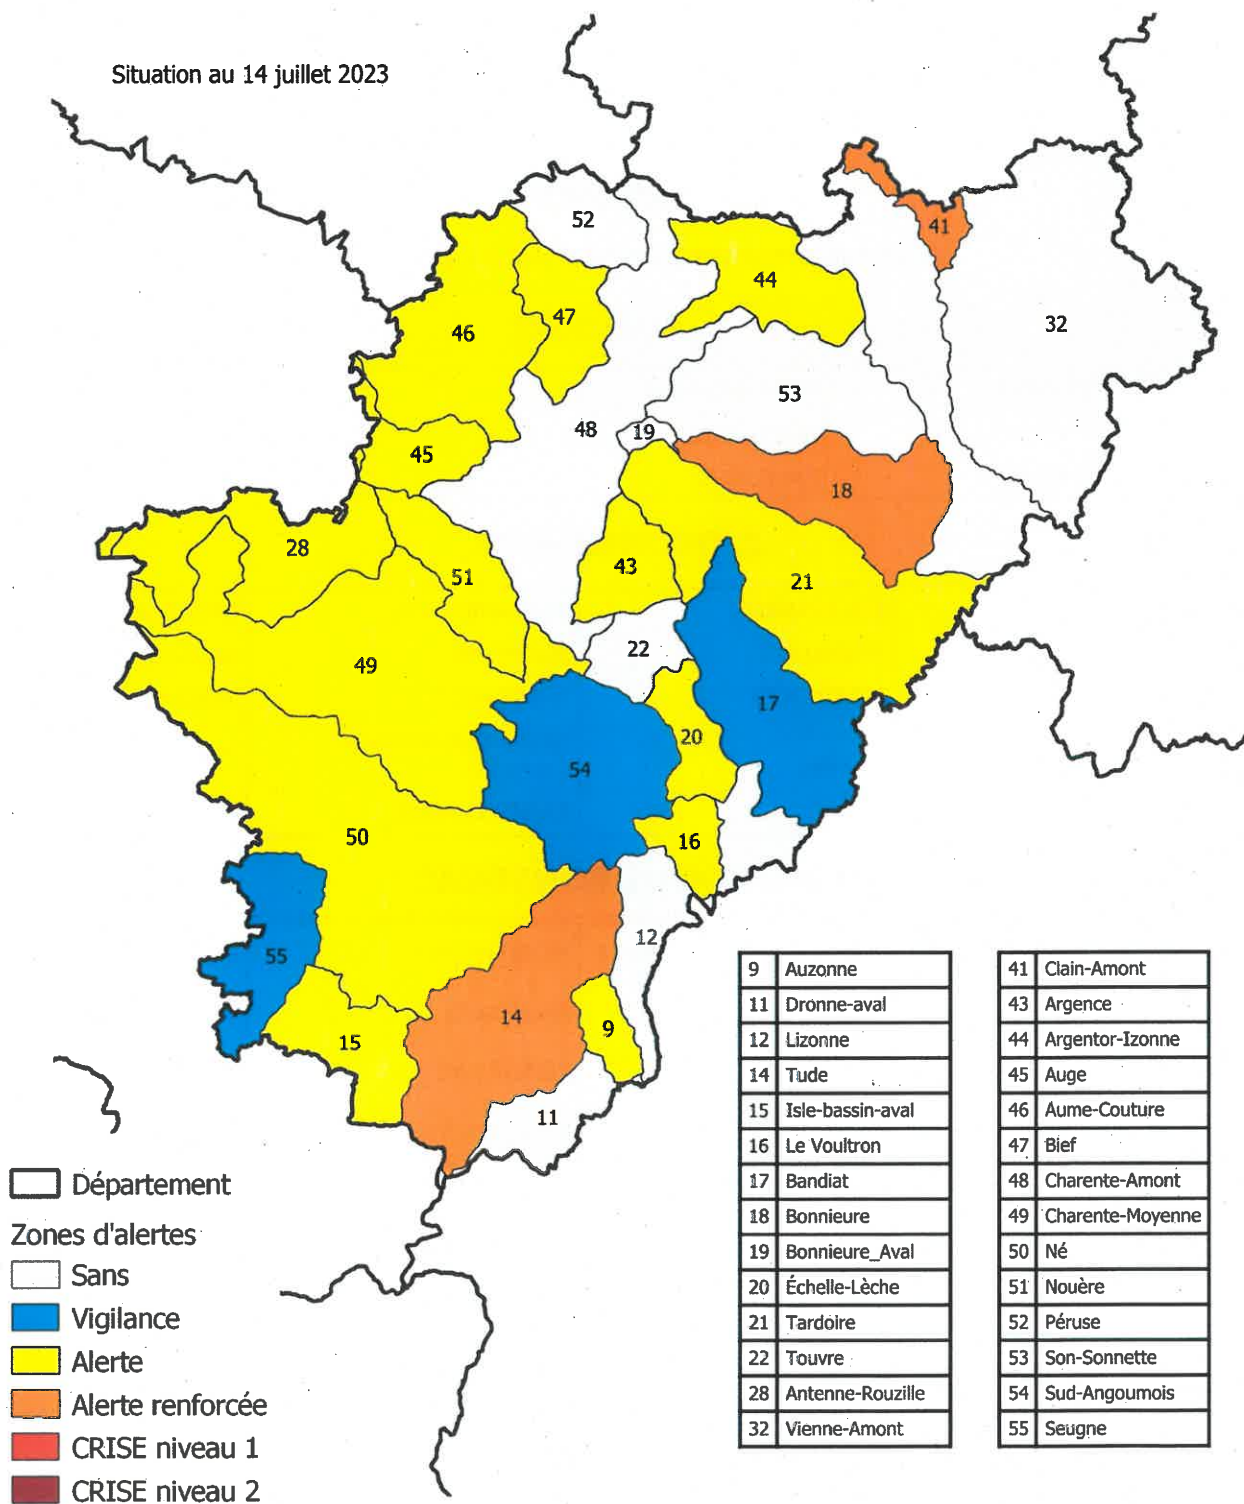 Situation au 14 juillet 2023
52
41
44
32
46
47
53
48
19
45
18
28
43
51
21
22
49
17
20
54
50
16
12
55
14
9
15
11
9 Auzonne
11 Dronne-aval
12 Lizonne
14 Tude
15 Isle-bassin-aval
16 Le Voultron
17 Bandiat
18 Bonnieure
19 Bonnieure_Aval
20 Échelle-Lèche
21 Tardoire
22 Touvre
28 Antenne-Rouzille
32 Vienne-Amont
41 Clain-Amont
43 Argence
44 Argentor-Izonne
45 Auge
46 Aume-Couture
47 Bief
48 Charente-Amont
49 Charente-Moyenne
50 Né
51 Nouère
52 Péruse
53 Son-Sonnette
54 Sud-Angoumois
55 Seugne
Département
Zones d'alertes
Sans
Vigilance
Alerte
Alerte renforcée
CRISE niveau 1
CRISE niveau 2